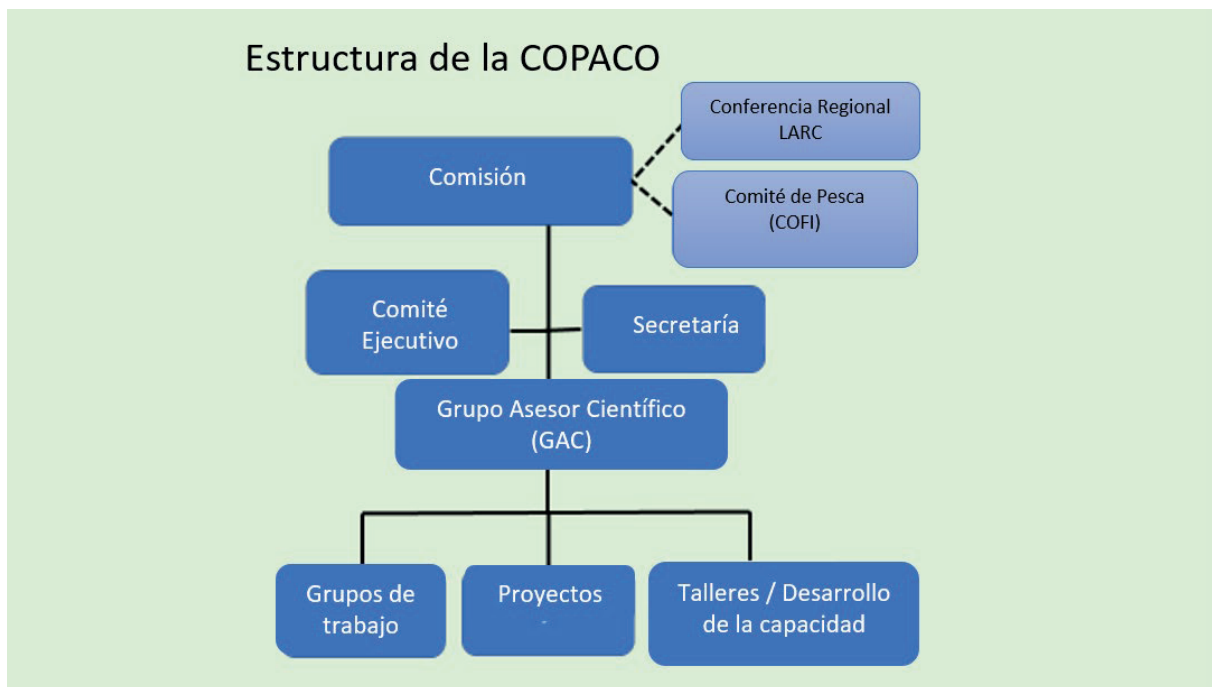 Estructura de la COPACO
Conferencia Regional
LARC
Comisión
Comité de Pesca
(COFI)
Comité
Ejecutivo
Secretaría
Grupo Asesor Científico
(GAC)
Grupos de
trabajo
Proyectos
-
Talleres / Desarrollo
de la capacidad